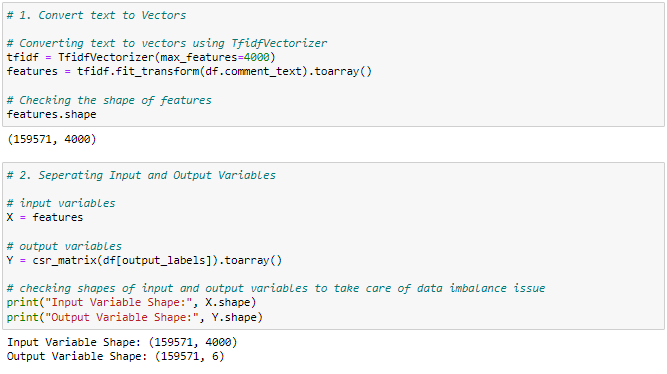 # 1. Convert text to Vectors
# Converting text to vectors using TfidfVectorizer
tfidf = TfidfVectorizer(max_features=4000)
features = tfidf.fit_transform(df.comment_text).toarray()
# Checking the shape of features
features.shape
(159571, 4000)
# 2. Seperating Input and Output Variables
# input variables
X = features
# output variables
Y = csr_matrix(df[output_labels]).toarray()
# checking shapes of input and output variables to take care of data imbalance issue
print("Input Variable Shape:", X.shape)
print("Output Variable Shape:", Y.shape)
Input Variable Shape: (159571, 4000)
Output Variable Shape: (159571, 6)